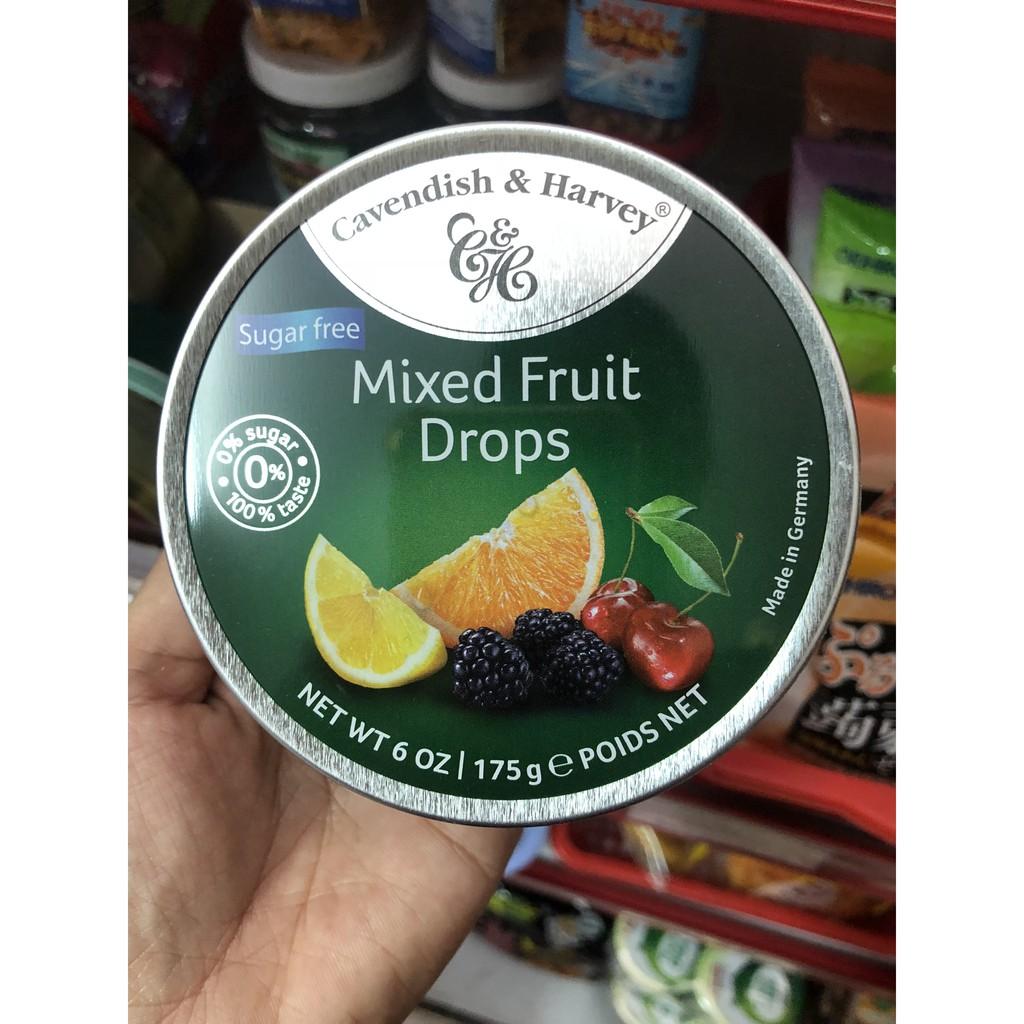 Cavendish & Harvey®
C&H
Sugar free
Mixed Fruit
Drops
0% sugar
0%
100% taste
Made in Germany
NET WT 6 OZ | 175 g ℮ POIDS NET